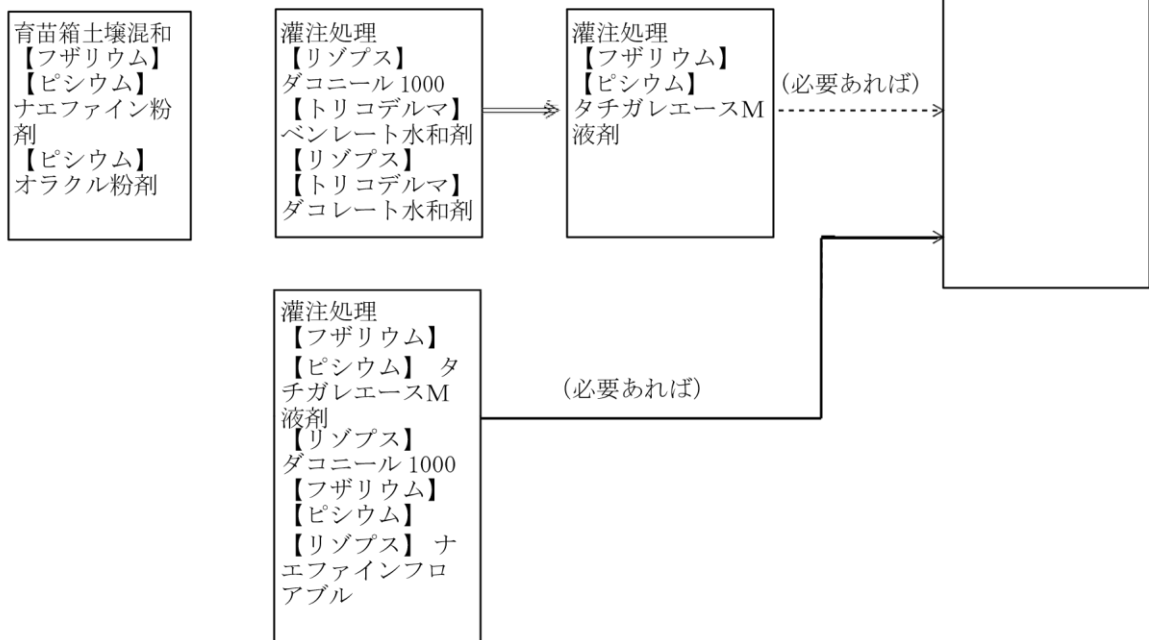 育苗箱土壌混和
【フザリウム】
【ピシウム】
ナエファイン粉
剤
【ピシウム】
オラクル粉剤
灌注処理
【リゾプス】
ダコニール 1000
【トリコデルマ】
ベンレート水和剤
【リゾプス】
【トリコデルマ】
ダコレート水和剤
灌注処理
【フザリウム】
【ピシウム】
タチガレエースM
液剤
(必要あれば)
灌注処理
【フザリウム】
【ピシウム】 タ
チガレエースM
液剤
【リゾプス】
ダコニール 1000
【フザリウム】
【ピシウム】
【リゾプス】 ナ
エファインフロ
アブル
(必要あれば)